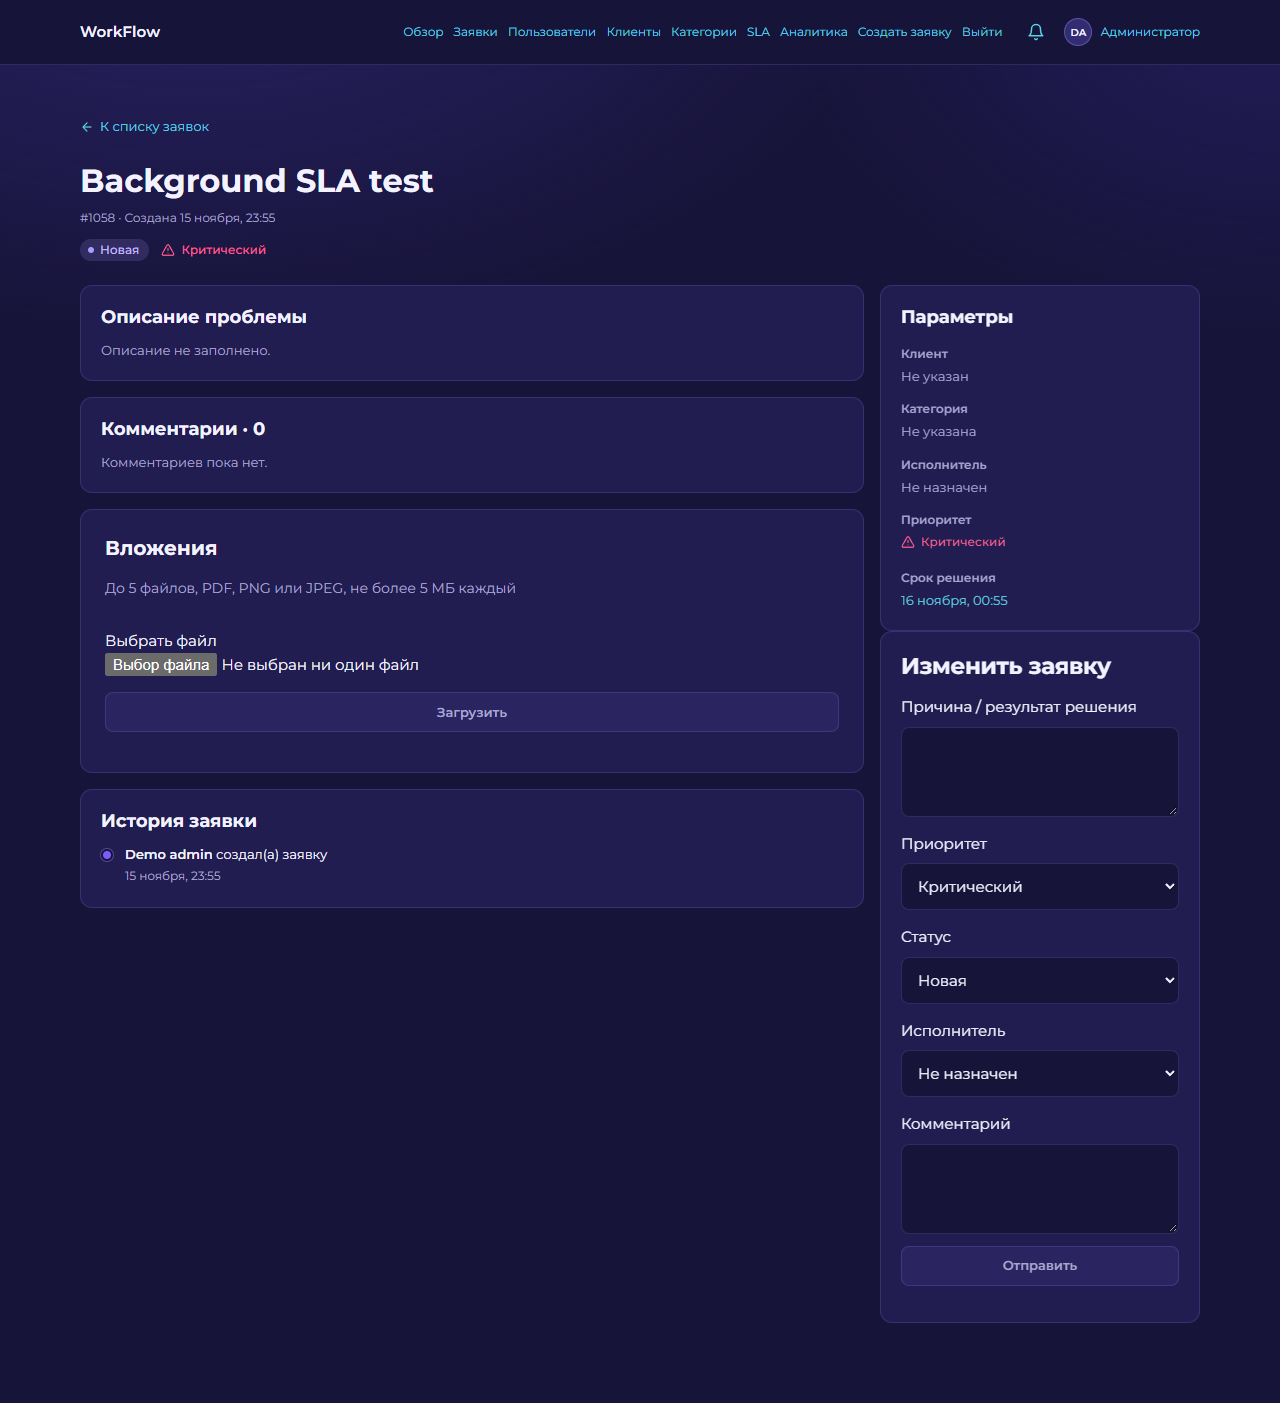 WorkFlow
Обзор Заявки Пользователи Клиенты Категории SLA Аналитика Создать заявку Выйти DA Администратор
К списку заявок
Background SLA test
#1058 · Создана 15 ноября, 23:55
Новая Критический
Описание проблемы
Описание не заполнено.
Комментарии · 0
Комментариев пока нет.
Вложения
До 5 файлов, PDF, PNG или JPEG, не более 5 МБ каждый
Выбрать файл
Выбор файла Не выбран ни один файл
Загрузить
История заявки
Demo admin создал(а) заявку
15 ноября, 23:55
Параметры
Клиент
Не указан
Категория
Не указана
Исполнитель
Не назначен
Приоритет
Критический
Срок решения
16 ноября, 00:55
Изменить заявку
Причина / результат решения
Приоритет
Критический
Статус
Новая
Исполнитель
Не назначен
Комментарий
Отправить